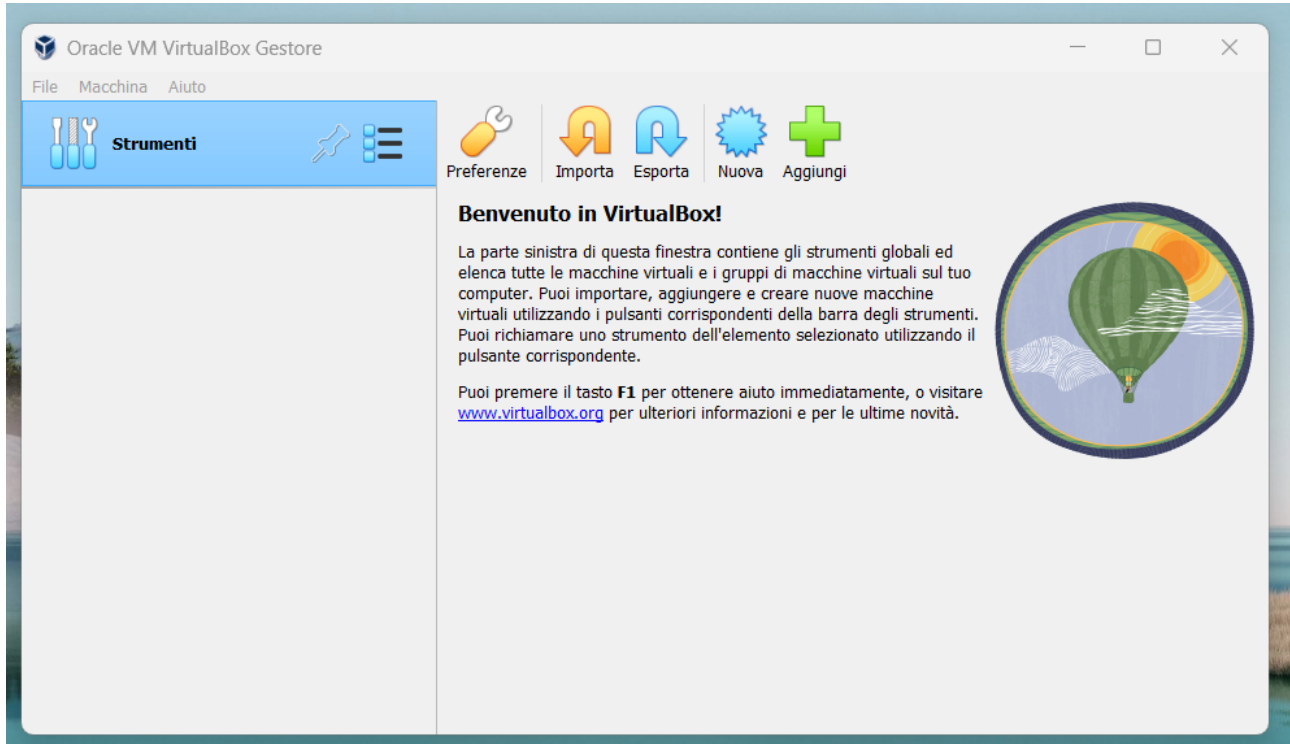 Oracle VM VirtualBox Gestore
File Macchina Aiuto
Strumenti
Preferenze Importa Esporta Nuova Aggiungi
Benvenuto in VirtualBox!
La parte sinistra di questa finestra contiene gli strumenti globali ed
elenca tutte le macchine virtuali e i gruppi di macchine virtuali sul tuo
computer. Puoi importare, aggiungere e creare nuove macchine
virtuali utilizzando i pulsanti corrispondenti della barra degli strumenti.
Puoi richiamare uno strumento dell'elemento selezionato utilizzando il
pulsante corrispondente.
Puoi premere il tasto F1 per ottenere aiuto immediatamente, o visitare
www.virtualbox.org per ulteriori informazioni e per le ultime novità.